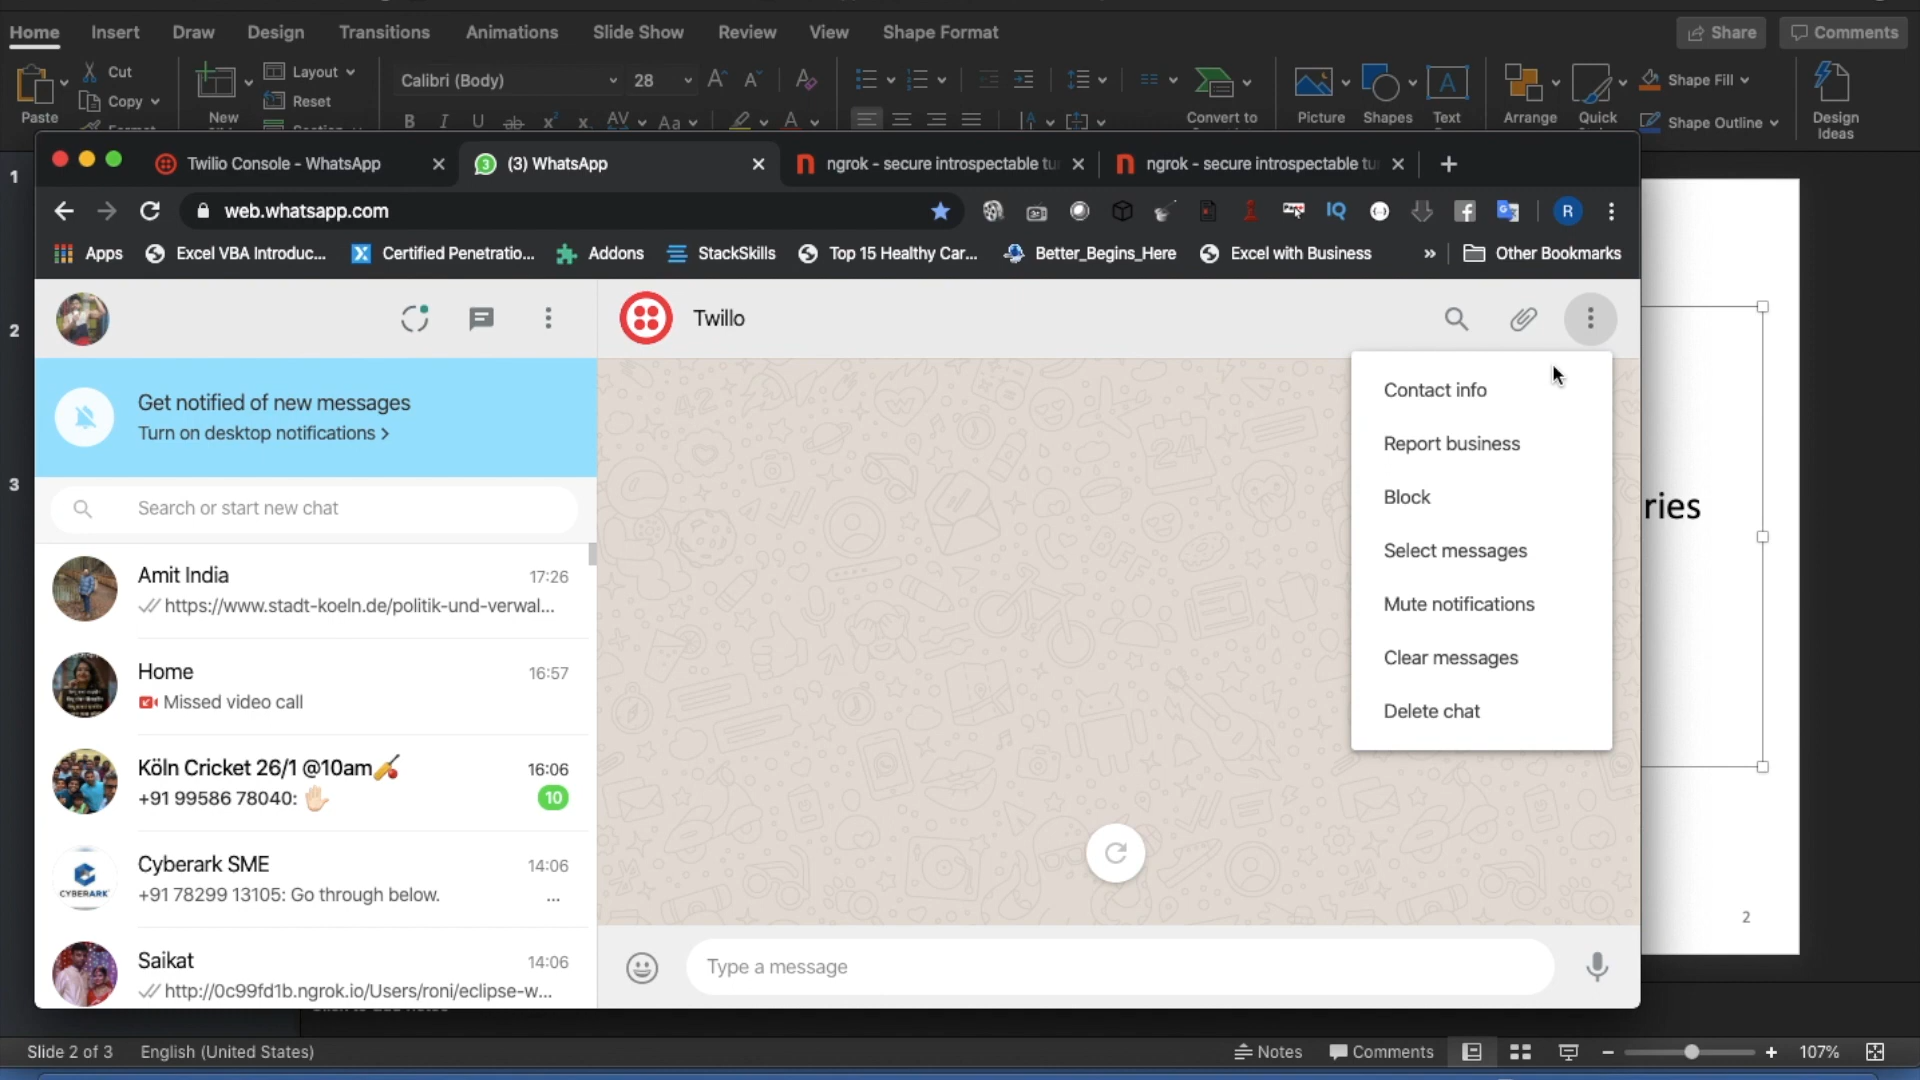 Home Insert Draw Design Transitions Animations Slide Show Review View Shape Format Share Comments
Cut Layout Calibri (Body) 28 Shape Fill
Copy Reset
Paste New Convert to Picture Shapes Text Arrange Quick Shape Outline Design
Ideas
1
2
3
Twilio Console - WhatsApp (3) WhatsApp ngrok - secure introspectable tu ngrok - secure introspectable tu
web.whatsapp.com
Apps Excel VBA Introduc... Certified Penetratio... Addons StackSkills Top 15 Healthy Car... Better_Begins_Here Excel with Business » Other Bookmarks
Twillo
Get notified of new messages
Turn on desktop notifications >
Search or start new chat
Amit India 17:26
https://www.stadt-koeln.de/politik-und-verwal...
Home 16:57
Missed video call
Köln Cricket 26/1 @10am🏏 16:06
+91 99586 78040: 🖐🏻 10
Cyberark SME 14:06
+91 78299 13105: Go through below. ...
CYBERARK
Saikat 14:06
http://0c99fd1b.ngrok.io/Users/roni/eclipse-w...
Contact info
Report business
Block
Select messages
Mute notifications
Clear messages
Delete chat
Type a message
ries
2
Slide 2 of 3 English (United States) Notes Comments 107%